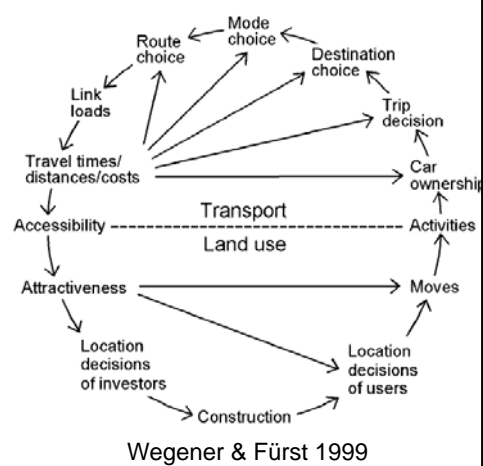 Mode
choice
Route
choice
Destination
choice
Link
loads
Trip
decision
Travel times/
distances/costs
Car
ownership
Accessibility
Transport
Activities
Land use
Attractiveness
Moves
Location
decisions
of investors
Location
decisions
of users
Construction
Wegener & Fürst 1999